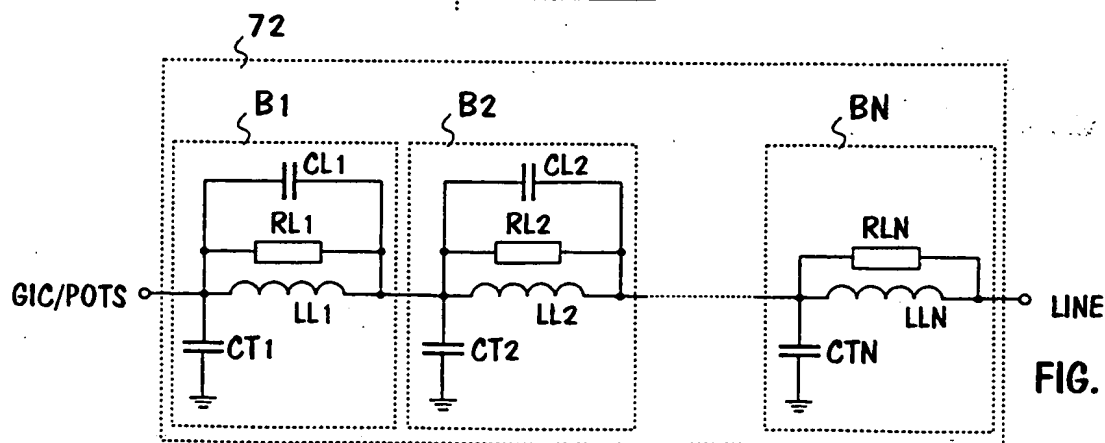 72
B1 B2 BN
CL1 CL2
RL1 RL2 RLN
GIC/POTS LL1 LL2 LLN LINE
CT1 CT2 CTN
FIG.